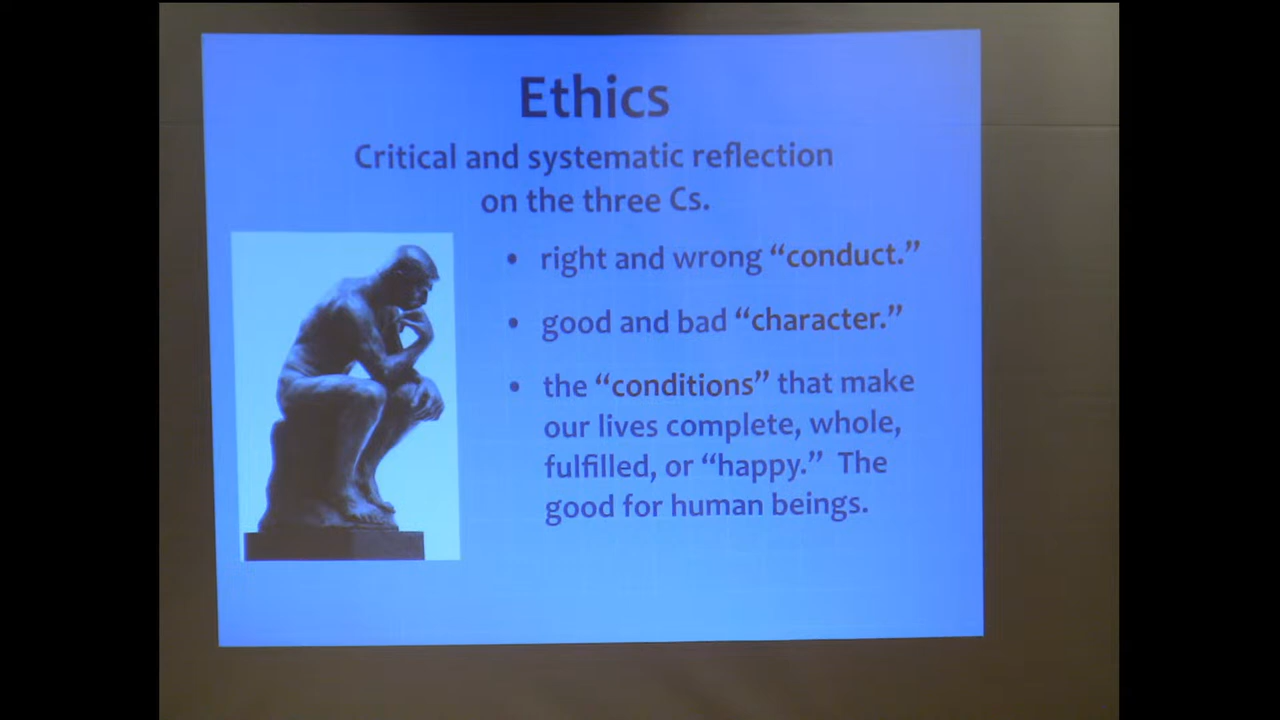 Ethics
Critical and systematic reflection
on the three Cs.
• right and wrong “conduct.”
• good and bad “character.”
• the “conditions” that make
our lives complete, whole,
fulfilled, or “happy.” The
good for human beings.